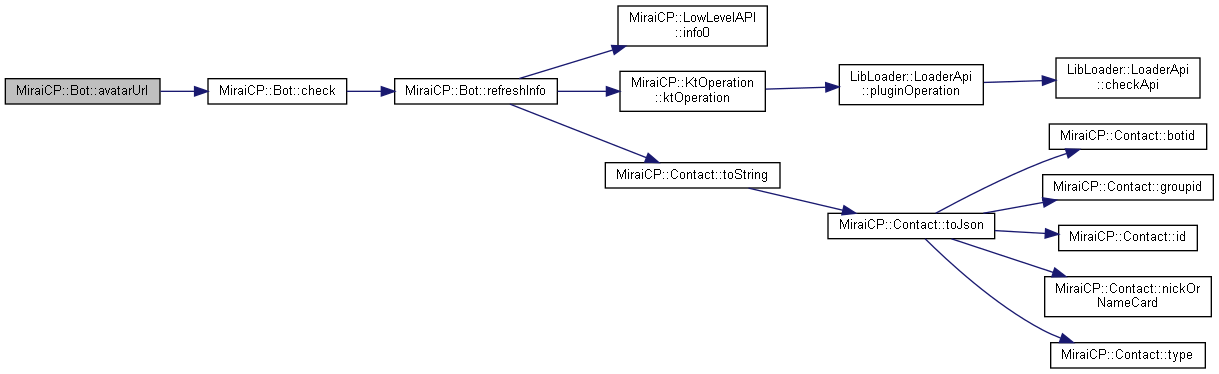 MiraiCP::Bot::avatarUrl
MiraiCP::Bot::check
MiraiCP::Bot::refreshInfo
MiraiCP::LowLevelAPI
::info0
MiraiCP::KtOperation
::ktOperation
LibLoader::LoaderApi
::pluginOperation
LibLoader::LoaderApi
::checkApi
MiraiCP::Contact::toString
MiraiCP::Contact::toJson
MiraiCP::Contact::botid
MiraiCP::Contact::groupid
MiraiCP::Contact::id
MiraiCP::Contact::nickOr
NameCard
MiraiCP::Contact::type